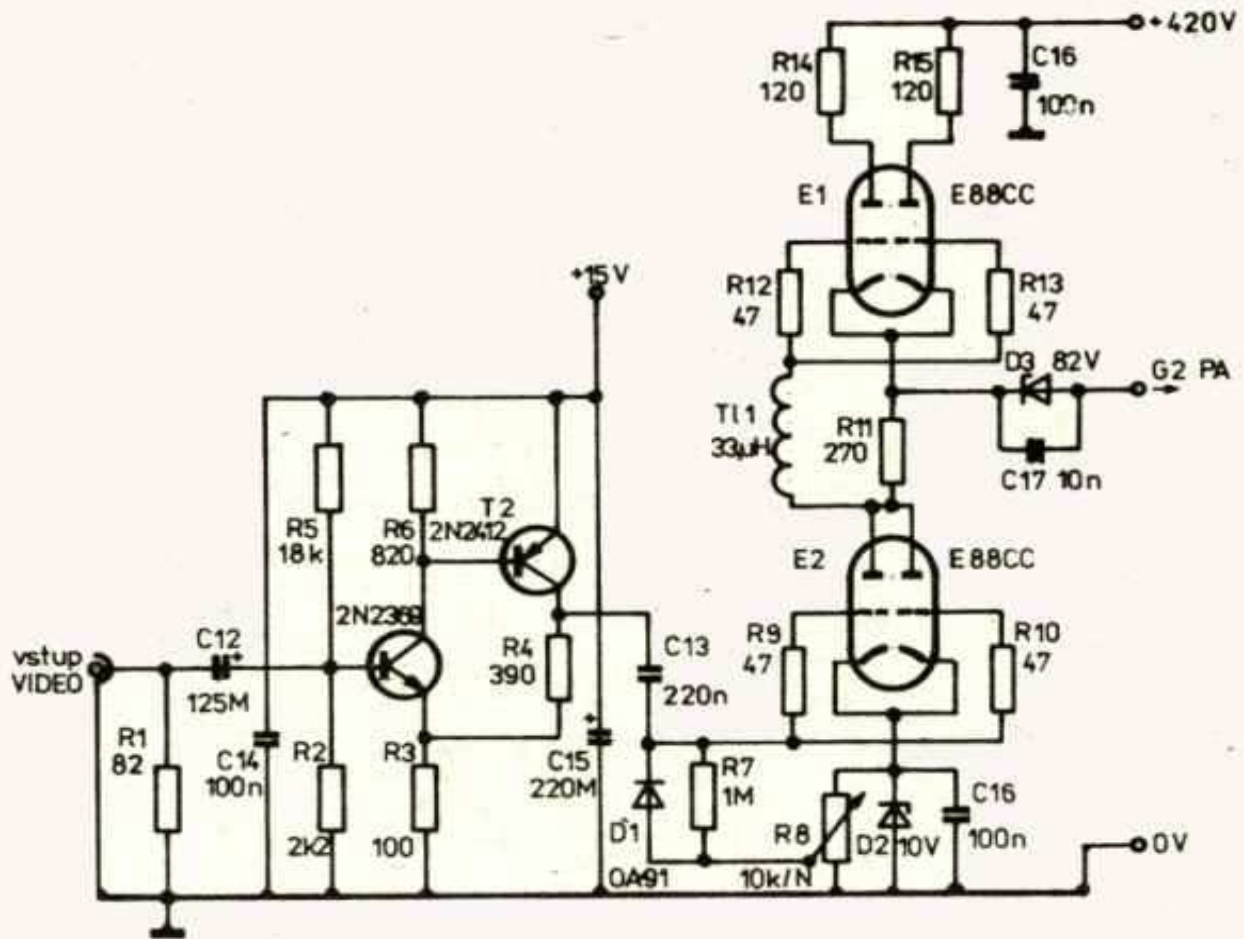 +420V
R14
120
R15
120
C16
100n
E1
E88CC
+15V
R12
47
R13
47
D3 82V
G2 PA
Tl1
33µH
R11
270
C17 10n
R5
18k
R6
820
T2
2N2412
E2
E88CC
2N2369
vstup
VIDEO
C12
+
125M
R4
390
C13
220n
R9
47
R10
47
R1
82
C14
100n
R2
2k2
R3
100
+
C15
220M
D1
OA91
R7
1M
R8
10k/N
D2 10V
C16
100n
0V